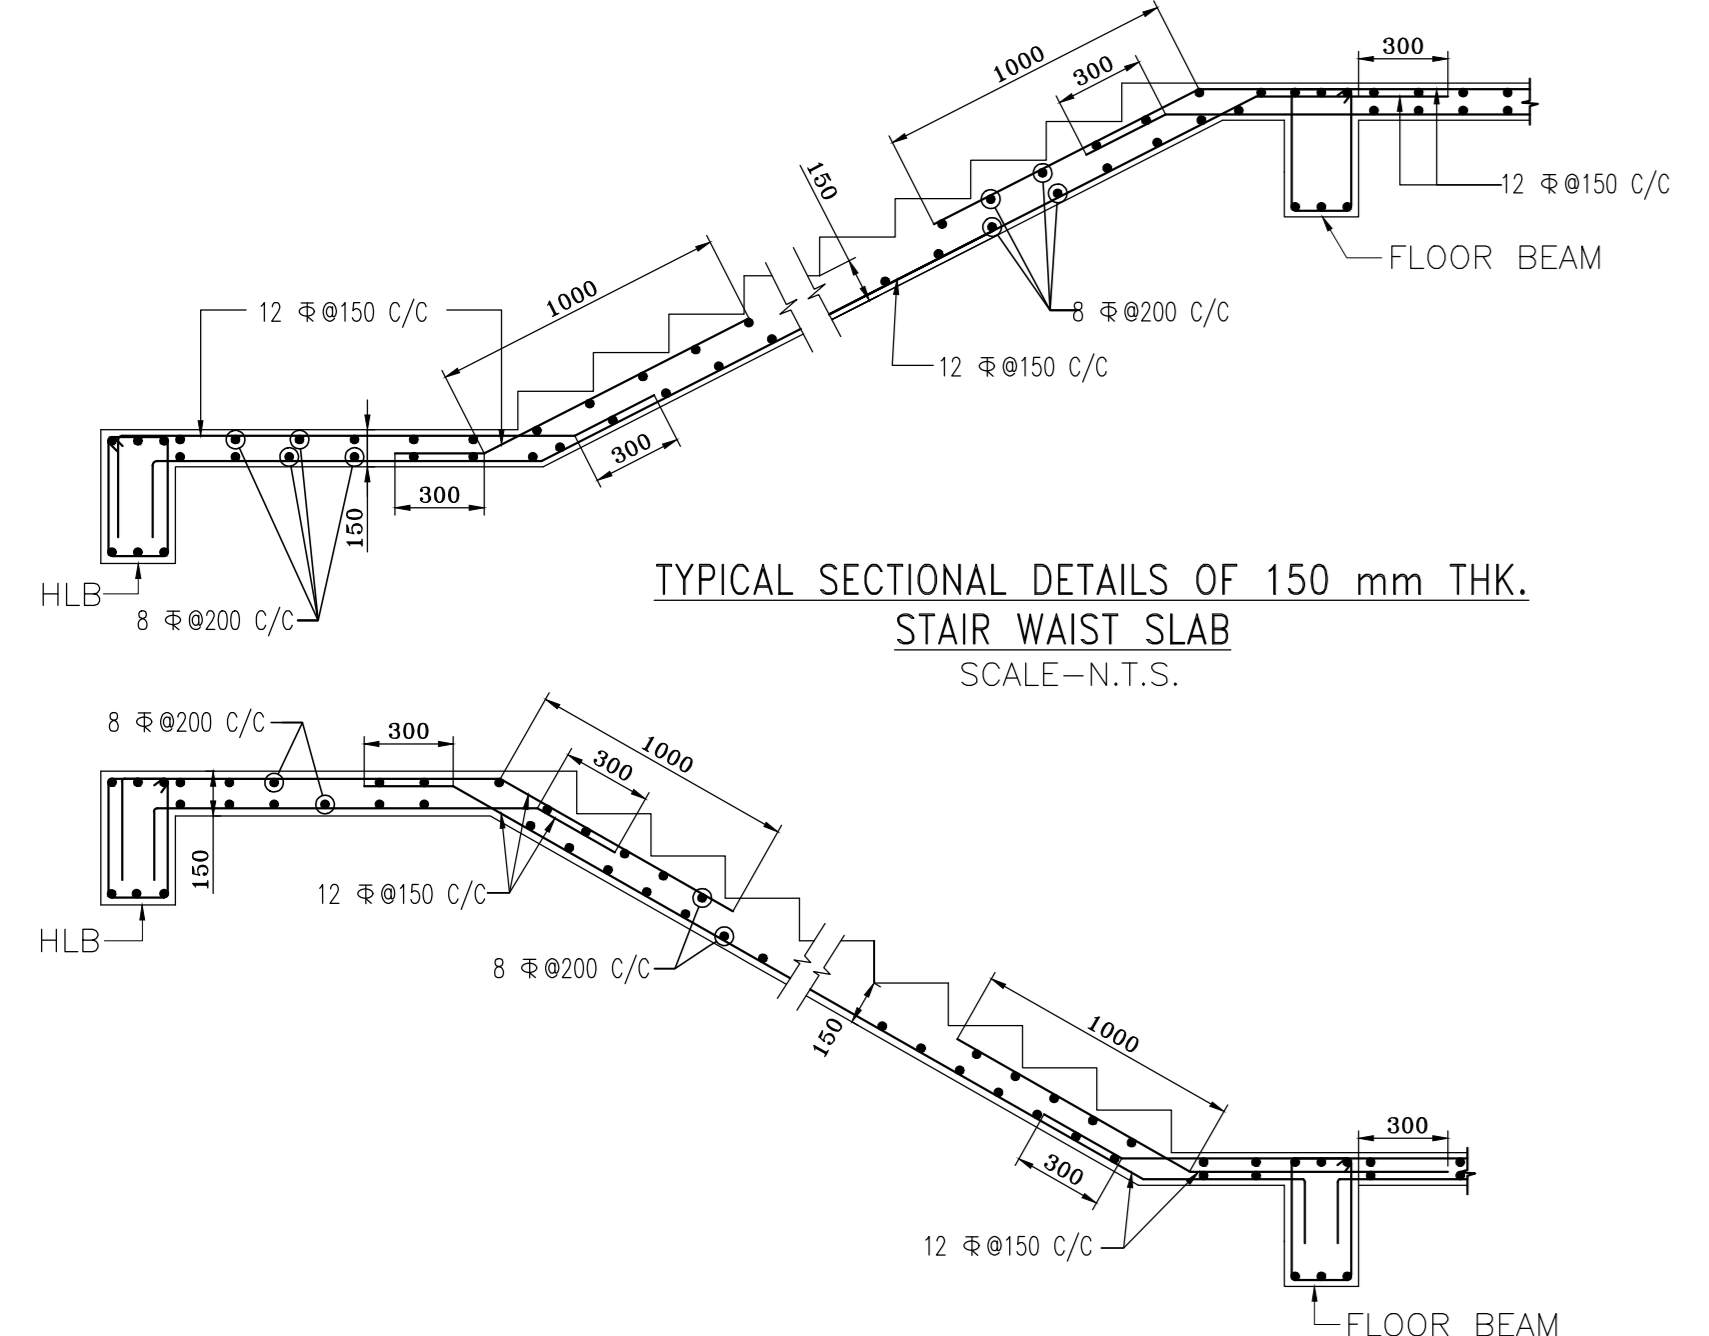 1000
300
300
150
12 Ф@150 C/C
FLOOR BEAM
1000
12 Ф@150 C/C
8 Ф@200 C/C
12 Ф@150 C/C
300
300
150
HLB
8 Ф@200 C/C
TYPICAL SECTIONAL DETAILS OF 150 mm THK.
STAIR WAIST SLAB
SCALE-N.T.S.
8 Ф@200 C/C
300
1000
300
150
12 Ф@150 C/C
HLB
8 Ф@200 C/C
150
1000
300
300
12 Ф@150 C/C
FLOOR BEAM